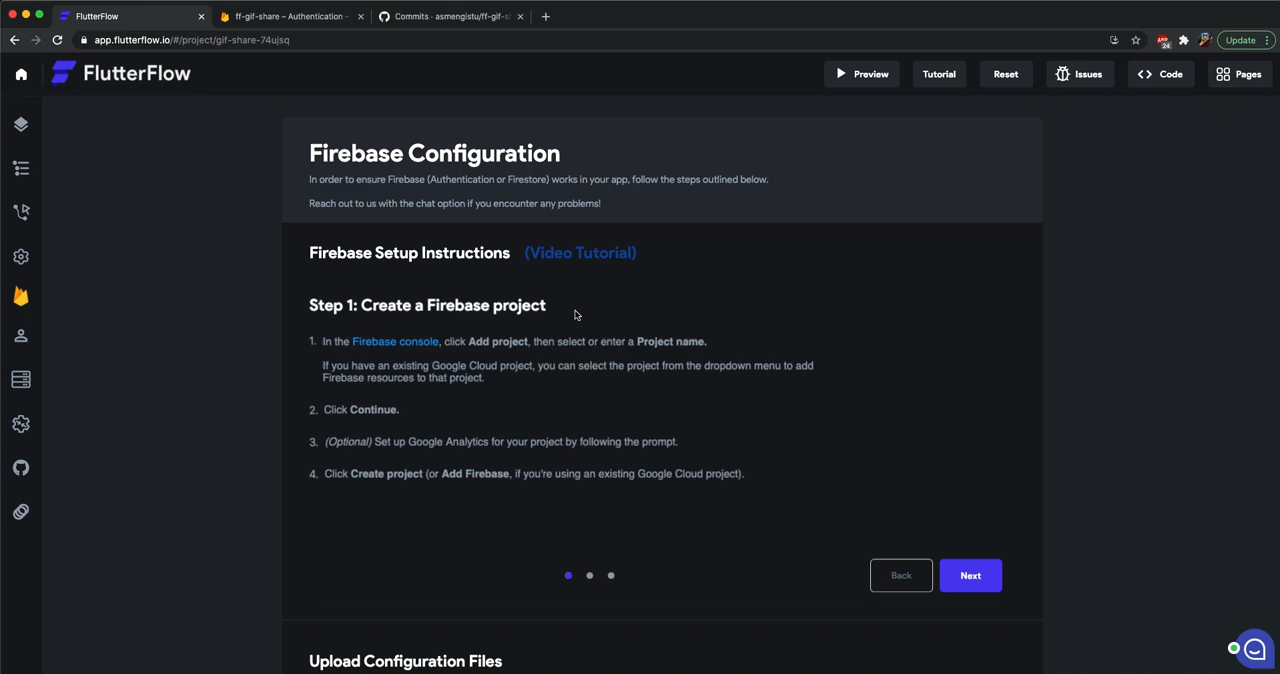 FlutterFlow
ff-gif-share – Authentication -
Commits · asmengistu/ff-gif-s
app.flutterflow.io/#/project/gif-share-74ujsq
24
Update
FlutterFlow
Preview
Tutorial
Reset
Issues
Code
Pages
Firebase Configuration
In order to ensure Firebase (Authentication or Firestore) works in your app, follow the steps outlined below.
Reach out to us with the chat option if you encounter any problems!
Firebase Setup Instructions (Video Tutorial)
Step 1: Create a Firebase project
1. In the Firebase console, click Add project, then select or enter a Project name.
If you have an existing Google Cloud project, you can select the project from the dropdown menu to add
Firebase resources to that project.
2. Click Continue.
3. (Optional) Set up Google Analytics for your project by following the prompt.
4. Click Create project (or Add Firebase, if you're using an existing Google Cloud project).
Back
Next
Upload Configuration Files